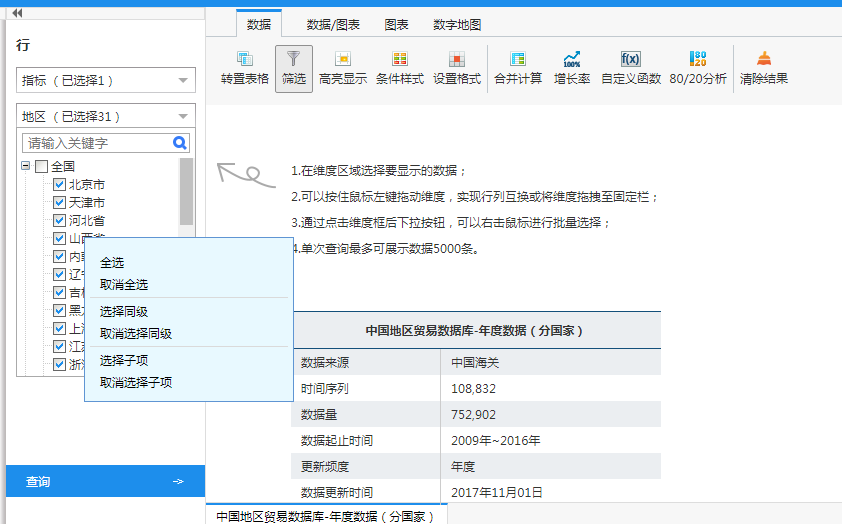 行
指标 （已选择1）
地区 （已选择31）
请输入关键字
全国
北京市
天津市
河北省
山西省
内
辽
吉
黑
上
江
浙
全选
取消全选
选择同级
取消选择同级
选择子项
取消选择子项
查询
数据 数据/图表 图表 数字地图
转置表格 筛选 高亮显示 条件样式 设置格式 合并计算 增长率 自定义函数 80/20分析 清除结果
1.在维度区域选择要显示的数据；
2.可以按住鼠标左键拖动维度，实现行列互换或将维度拖拽至固定栏；
3.通过点击维度框后下拉按钮，可以右击鼠标进行批量选择；
4.单次查询最多可展示数据5000条。
中国地区贸易数据库-年度数据（分国家）
数据来源 中国海关
时间序列 108,832
数据量 752,902
数据起止时间 2009年~2016年
更新频度 年度
数据更新时间 2017年11月01日
中国地区贸易数据库-年度数据（分国家）